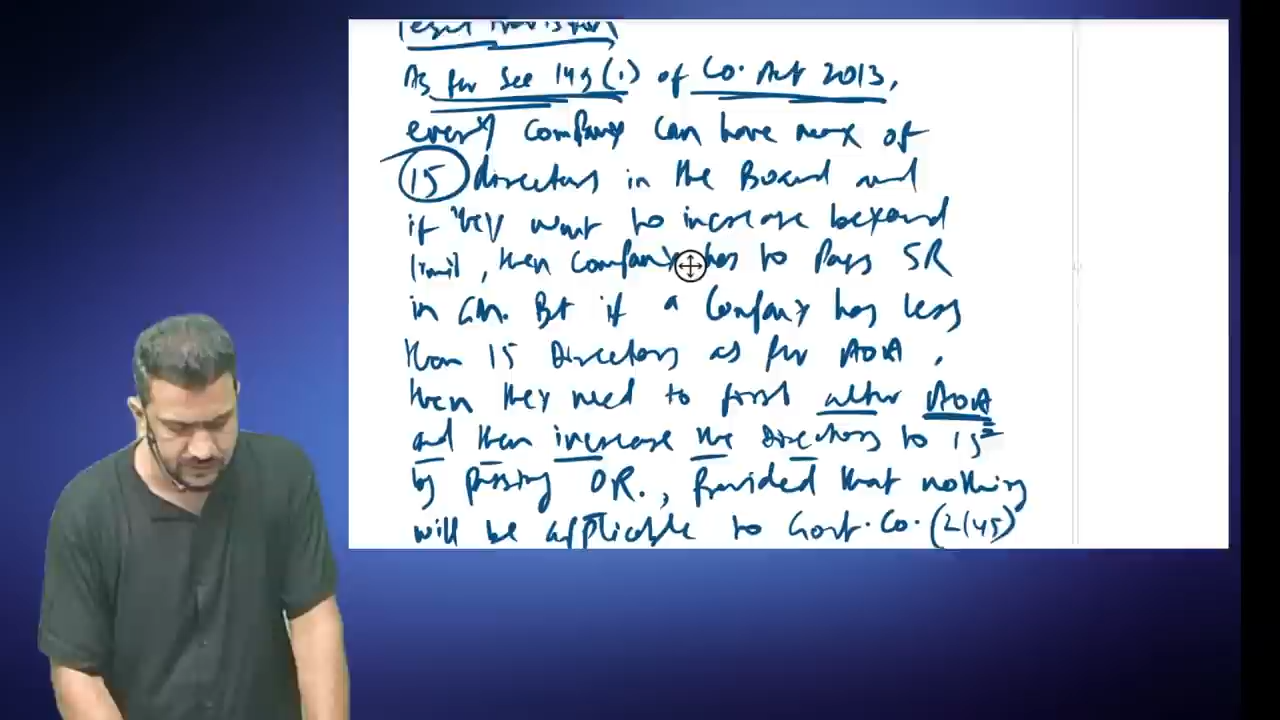 Legal Provision
As per Sec 149(1) of Co. Act 2013,
every company can have max of
15 directors in the Board and
if they want to increase beyond
limit, then company has to pass SR
in GM. Bt if a Company has less
than 15 Directors as per AOA,
then they need to first alter AOA
and then increase the Directors to 15
by passing OR., Provided that nothing
will be applicable to Govt. Co. (2(45)